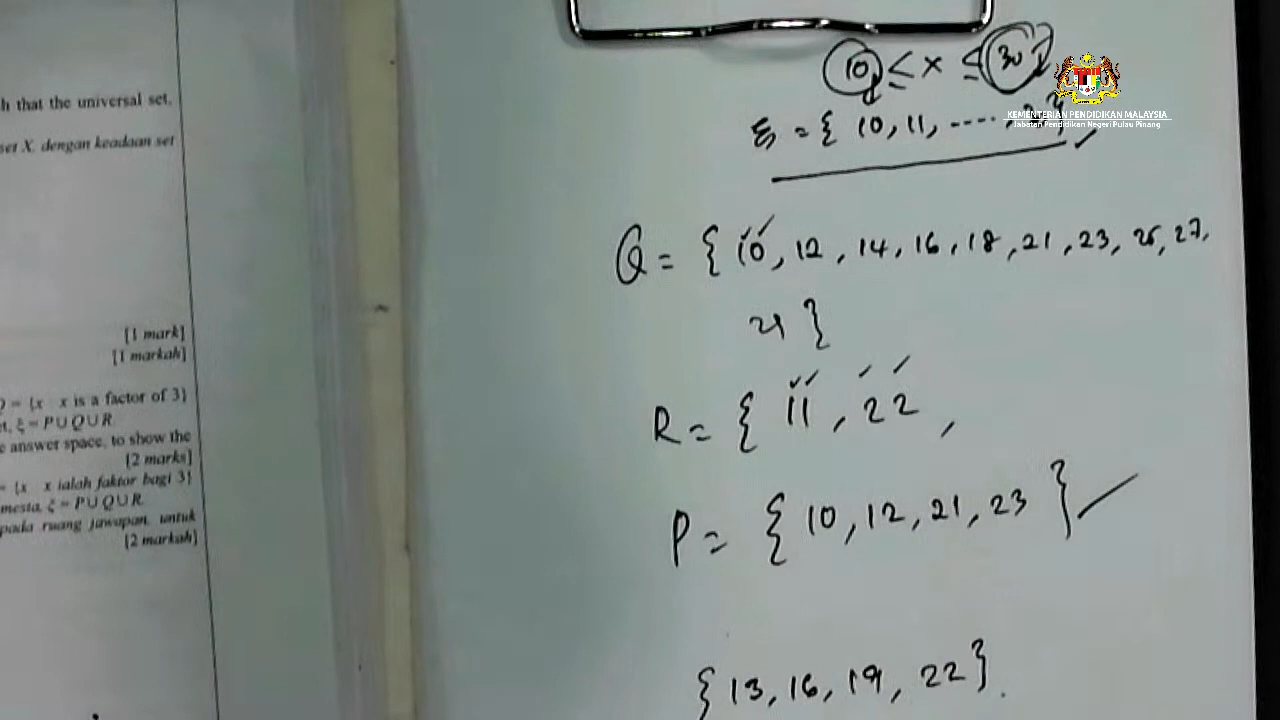 h that the universal set,
set X, dengan keadaan set
[1 mark]
[1 markah]
Q = {x x is a factor of 3}
et, ξ = P∪Q∪R.
e answer space, to show the
[2 marks]
= {x x ialah faktor bagi 3}
mesta, ξ = P∪Q∪R.
pada ruang jawapan, untuk
[2 markah]
10 ≤ x ≤ 30
KEMENTERIAN PENDIDIKAN MALAYSIA
Jabatan Pendidikan Negeri Pulau Pinang
ξ = { 10, 11, .....
Q = { 10, 12, 14, 16, 18, 21, 23, 25, 27,
R = { 11, 22,
P = { 10, 12, 21, 23 }
{ 13, 16, 19, 22 }.